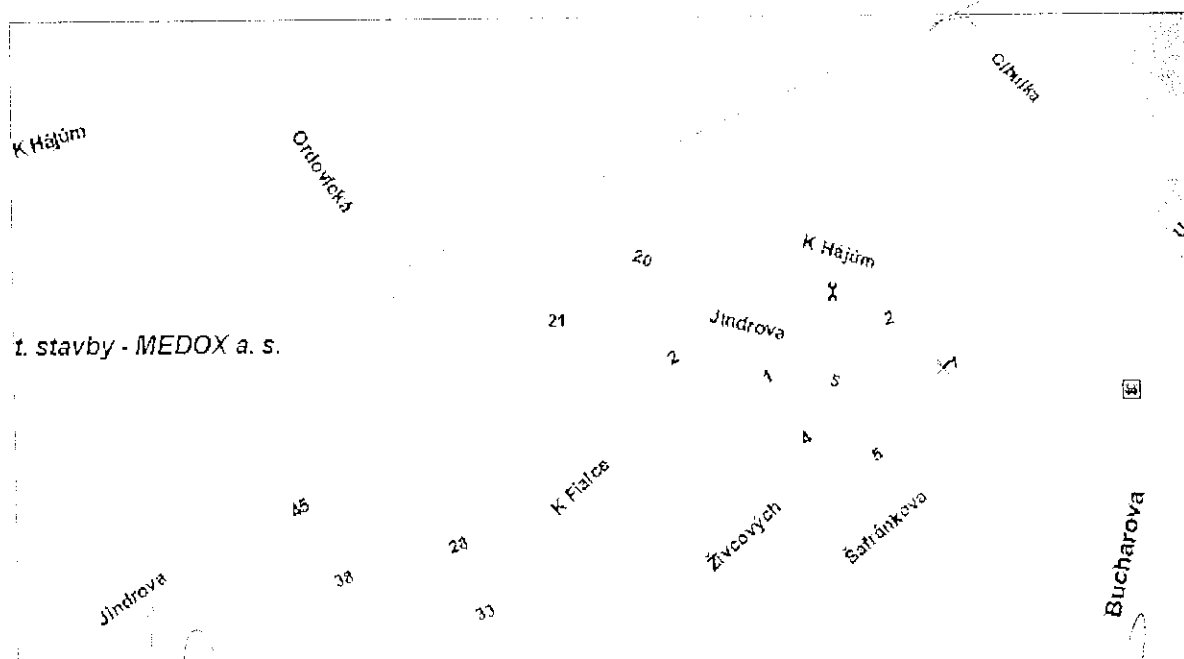 Cibulka
K Hájům
Ordovická
K Hájům
20
21
Jindrova
2
t. stavby - MEDOX a. s.
2
1
5
4
5
K Fialce
45
28
Živcových
Šafránkova
38
33
Jindrova
Bucharova